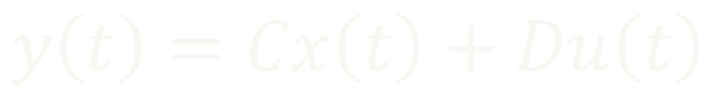 y(t) = Cx(t) + Du(t)